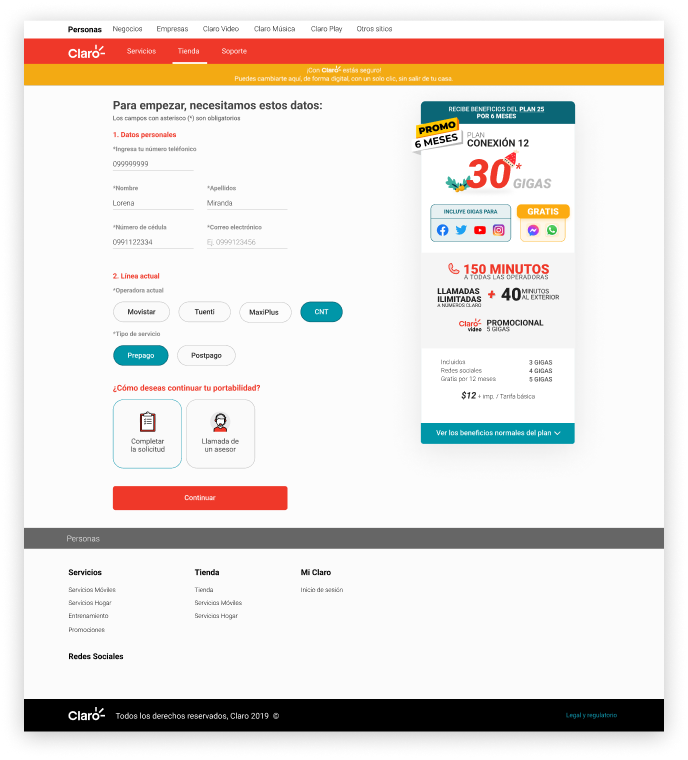 Personas Negocios Empresas Claro Video Claro Música Claro Play Otros sitios
Claro Servicios Tienda Soporte
¡Con Claro estás seguro!
Puedes cambiarte aquí, de forma digital, con un solo clic, sin salir de tu casa.
Para empezar, necesitamos estos datos:
Los campos con asterisco (*) son obligatorios
1. Datos personales
*Ingresa tu número teléfonico
099999999
*Nombre *Apellidos
Lorena Miranda
*Número de cédula *Correo electrónico
0991122334 Ej. 0999123456
2. Línea actual
*Operadora actual
Movistar Tuenti MaxiPlus CNT
*Tipo de servicio
Prepago Postpago
¿Cómo deseas continuar tu portabilidad?
Completar la solicitud
Llamada de un asesor
Continuar
RECIBE BENEFICIOS DEL PLAN 25
POR 6 MESES
PROMO
6 MESES
PLAN
CONEXIÓN 12
30* GIGAS
INCLUYE GIGAS PARA GRATIS
150 MINUTOS
A TODAS LAS OPERADORAS
LLAMADAS
ILIMITADAS
A NÚMEROS CLARO
+ 40 MINUTOS
AL EXTERIOR
Claro video
PROMOCIONAL
5 GIGAS
Incluidos 3 GIGAS
Redes sociales 4 GIGAS
Gratis por 12 meses 5 GIGAS
$12 + imp. / Tarifa básica
Ver los beneficios normales del plan
Personas
Servicios Tienda Mi Claro
Servicios Móviles Tienda Inicio de sesión
Servicios Hogar Servicios Móviles
Entrenamiento Servicios Hogar
Promociones
Redes Sociales
Claro Todos los derechos reservados, Claro 2019 © Legal y regulatorio